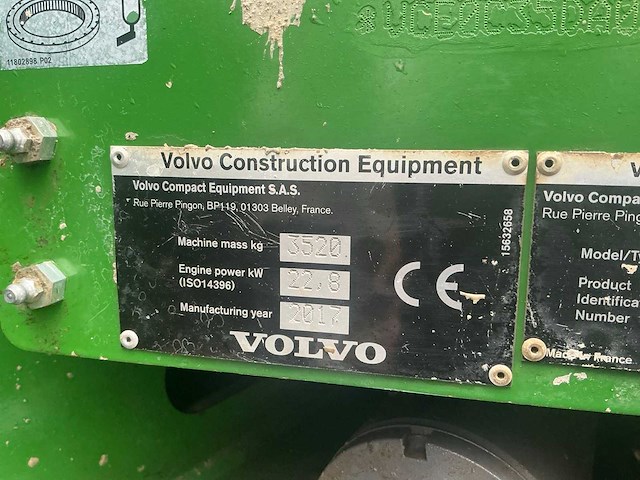 11802898 P02
VCE0C35DA0
Volvo Construction Equipment
Volvo Compact Equipment S.A.S.
Rue Pierre Pingon, BP119, 01303 Belley, France.
Machine mass kg 3520.
Engine power kW 22.8
(ISO14396)
Manufacturing year 2017
CE
VOLVO
15632658
Volvo Compa
Rue Pierre Ping
Model/Ty
Product
Identifica
Number
Made in France